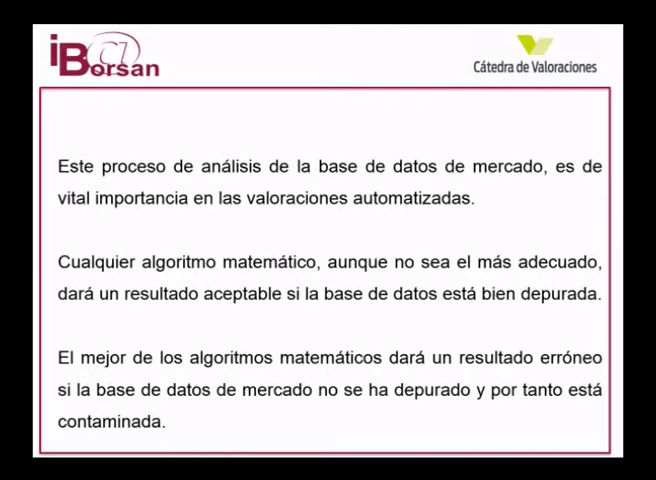 iBorsan
Cátedra de Valoraciones
Este proceso de análisis de la base de datos de mercado, es de
vital importancia en las valoraciones automatizadas.
Cualquier algoritmo matemático, aunque no sea el más adecuado,
dará un resultado aceptable si la base de datos está bien depurada.
El mejor de los algoritmos matemáticos dará un resultado erróneo
si la base de datos de mercado no se ha depurado y por tanto está
contaminada.